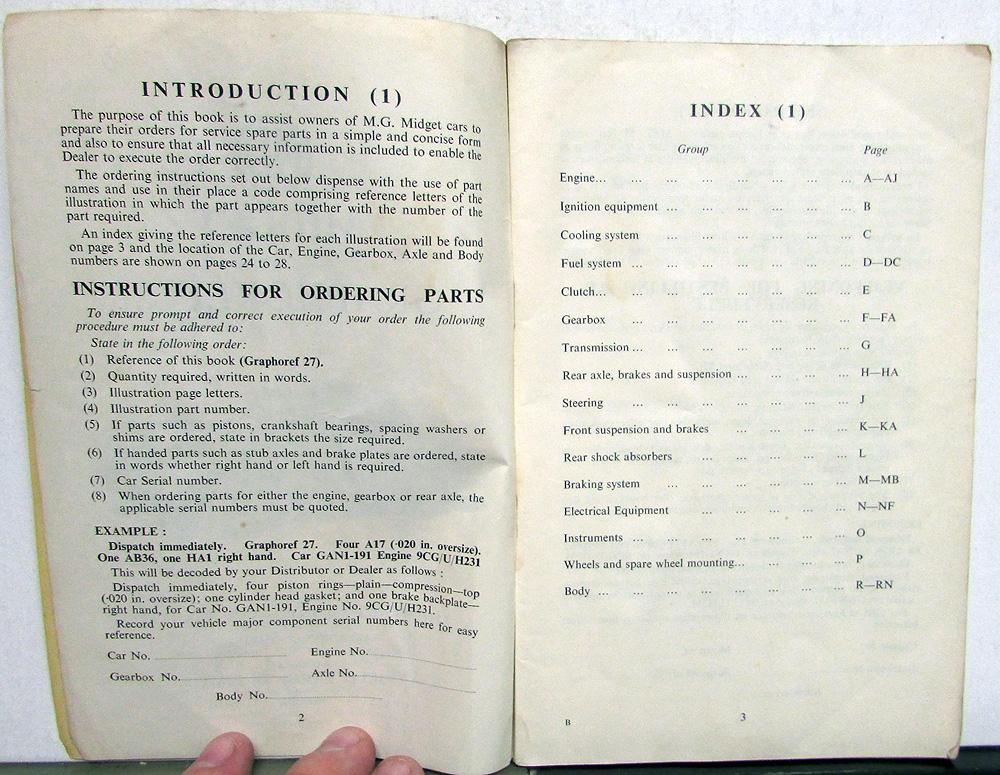 INTRODUCTION (1)
The purpose of this book is to assist owners of M.G. Midget cars to
prepare their orders for service spare parts in a simple and concise form
and also to ensure that all necessary information is included to enable the
Dealer to execute the order correctly.
The ordering instructions set out below dispense with the use of part
names and use in their place a code comprising reference letters of the
illustration in which the part appears together with the number of the
part required.
An index giving the reference letters for each illustration will be found
on page 3 and the location of the Car, Engine, Gearbox, Axle and Body
numbers are shown on pages 24 to 28.
INSTRUCTIONS FOR ORDERING PARTS
To ensure prompt and correct execution of your order the following
procedure must be adhered to:
State in the following order:
(1) Reference of this book (Graphoref 27).
(2) Quantity required, written in words.
(3) Illustration page letters.
(4) Illustration part number.
(5) If parts such as pistons, crankshaft bearings, spacing washers or
shims are ordered, state in brackets the size required.
(6) If handed parts such as stub axles and brake plates are ordered, state
in words whether right hand or left hand is required.
(7) Car Serial number.
(8) When ordering parts for either the engine, gearbox or rear axle, the
applicable serial numbers must be quoted.
EXAMPLE :
Dispatch immediately. Graphoref 27. Four A17 (·020 in. oversize).
One AB36, one HA1 right hand. Car GAN1-191 Engine 9CG/U/H231
This will be decoded by your Distributor or Dealer as follows :
Dispatch immediately, four piston rings—plain—compression—top
(·020 in. oversize); one cylinder head gasket; and one brake backplate—
right hand, for Car No. GAN1-191, Engine No. 9CG/U/H231.
Record your vehicle major component serial numbers here for easy
reference.
Car No. Engine No.
Gearbox No. Axle No.
Body No.
2
INDEX (1)
Group Page
Engine... ... ... ... ... ... ... ... A—AJ
Ignition equipment ... ... ... ... ... ... B
Cooling system ... ... ... ... ... ... C
Fuel system ... ... ... ... ... ... ... D—DC
Clutch... ... ... ... ... ... ... ... E
Gearbox ... ... ... ... ... ... ... F—FA
Transmission ... ... ... ... ... ... ... G
Rear axle, brakes and suspension ... ... ... ... H—HA
Steering ... ... ... ... ... ... ... J
Front suspension and brakes ... ... ... ... K—KA
Rear shock absorbers ... ... ... ... ... L
Braking system ... ... ... ... ... ... M—MB
Electrical Equipment ... ... ... ... ... N—NF
Instruments ... ... ... ... ... ... ... O
Wheels and spare wheel mounting... ... ... ... P
Body ... ... ... ... ... ... ... ... R—RN
B 3